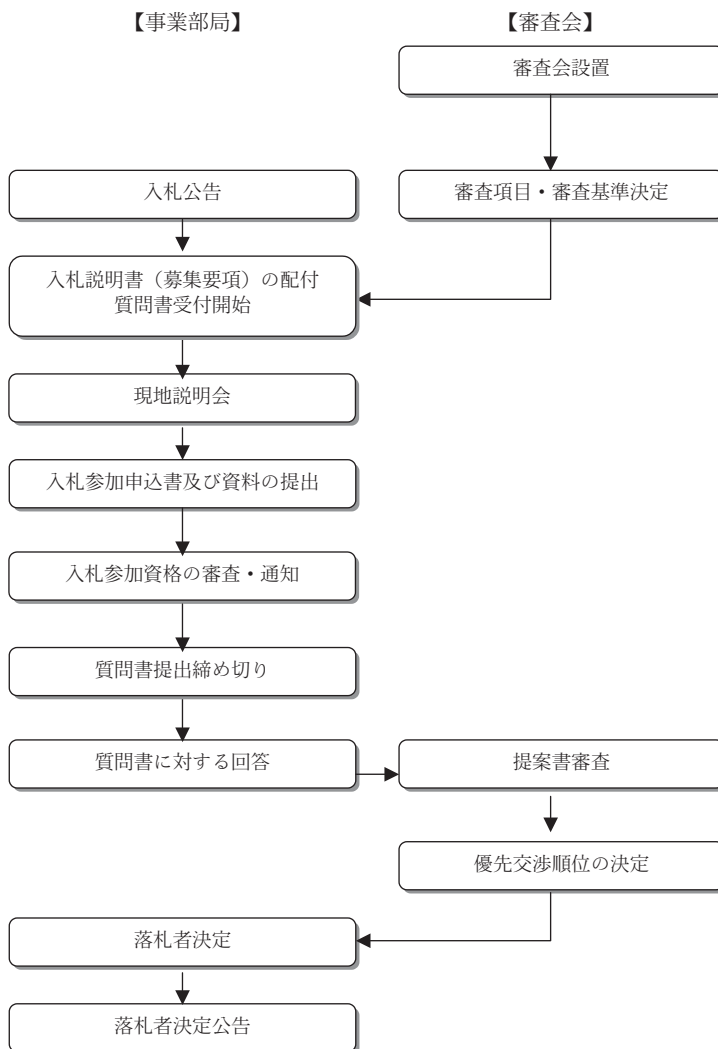 【事業部局】
【審査会】
審査会設置
入札公告
審査項目・審査基準決定
入札説明書（募集要項）の配付
質問書受付開始
現地説明会
入札参加申込書及び資料の提出
入札参加資格の審査・通知
質問書提出締め切り
質問書に対する回答
提案書審査
優先交渉順位の決定
落札者決定
落札者決定公告